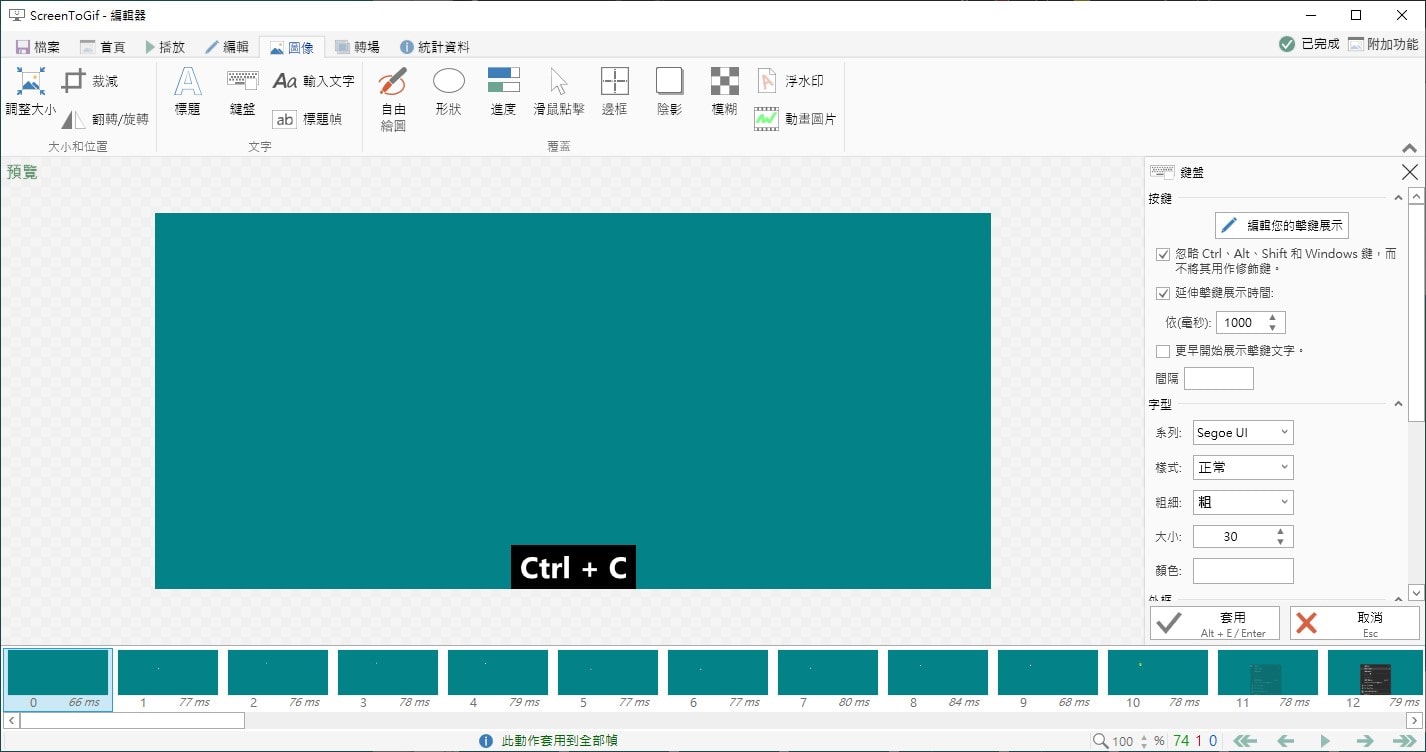 ScreenToGif - 編輯器
檔案 首頁 播放 編輯 圖像 轉場 統計資料 已完成 附加功能
調整大小 裁減 翻轉/旋轉 標題 鍵盤 輸入文字 標題幀 自由繪圖 形狀 進度 滑鼠點擊 邊框 陰影 模糊 浮水印 動畫圖片
大小和位置 文字 覆蓋
預覽
Ctrl + C
鍵盤
按鍵
編輯您的擊鍵展示
忽略 Ctrl、Alt、Shift 和 Windows 鍵,而
不將其用作修飾鍵。
延伸擊鍵展示時間:
依(毫秒): 1000
更早開始展示擊鍵文字。
間隔
字型
系列: Segoe UI
樣式: 正常
粗細: 粗
大小: 30
顏色:
外框
套用 取消
Alt + E / Enter Esc
0 66 ms 1 77 ms 2 76 ms 3 78 ms 4 79 ms 5 77 ms 6 77 ms 7 80 ms 8 84 ms 9 68 ms 10 78 ms 11 78 ms 12 79 ms
此動作套用到全部幀 100 % 74 1 0